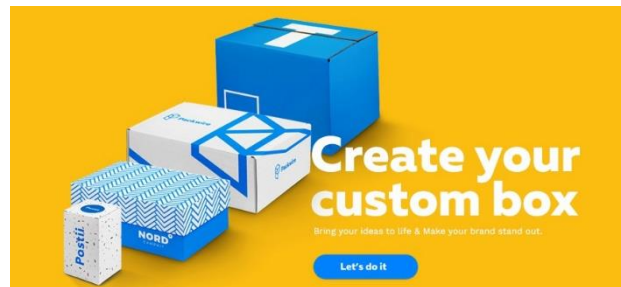 Create your
custom box
Bring your ideas to life & Make your brand stand out.
Let's do it
Packwire
Packwire
NORD
Postii